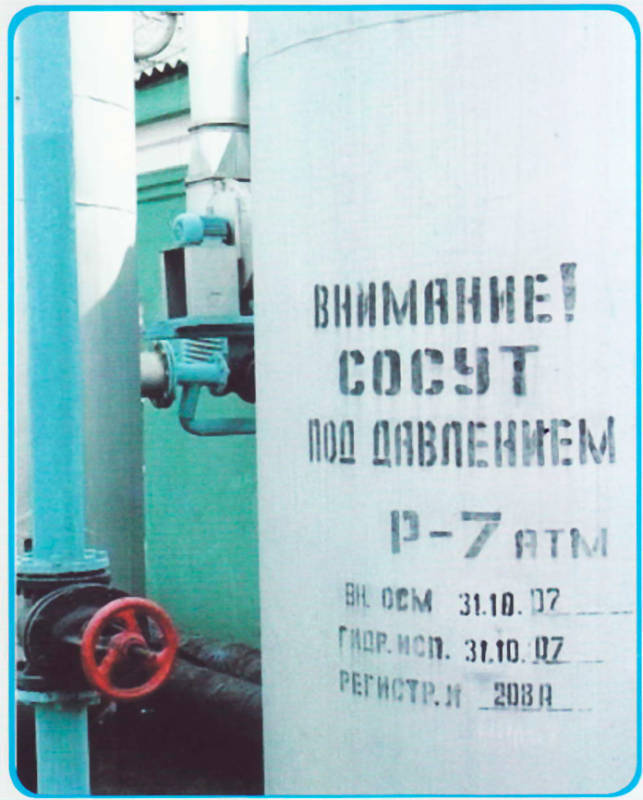 ВНИМАНИЕ!
СОСУТ
ПОД ДАВЛЕНИЕМ
Р-7 АТМ
ВН. ОСМ 31.10.07
ГИДР. ИСП. 31.10.07
РЕГИСТР. И 208А